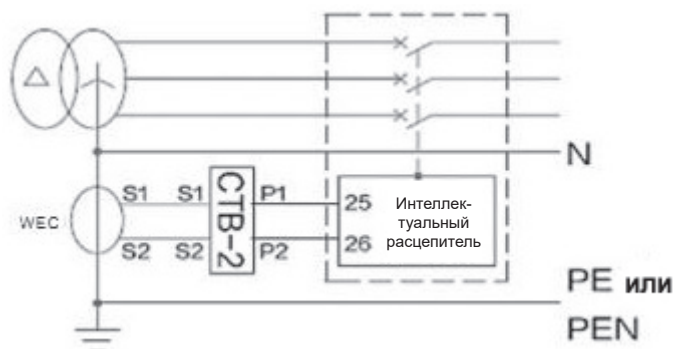 N
S1 S1 СТВ-2 P1 25 Интеллек-
туальный
расцепитель
WEC
S2 S2 P2 26
PE или
PEN